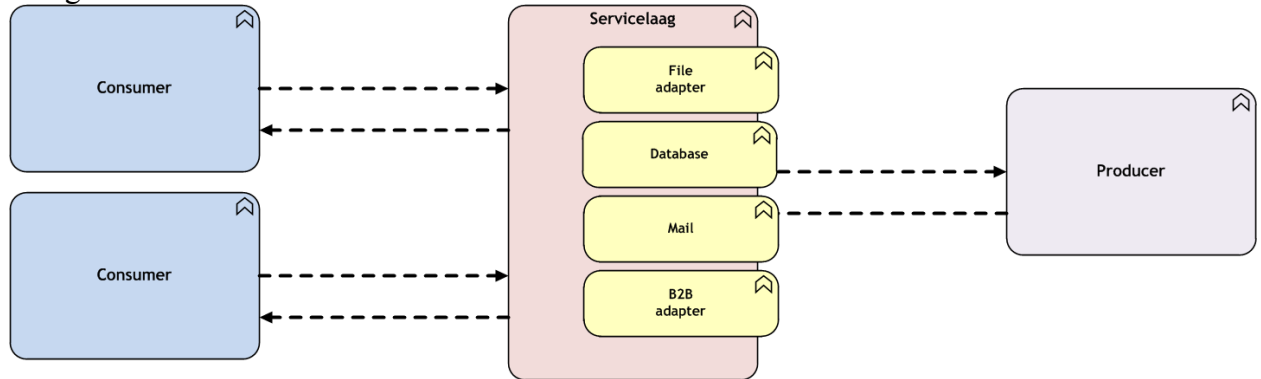 Consumer
Consumer
Servicelaag
File
adapter
Database
Mail
B2B
adapter
Producer